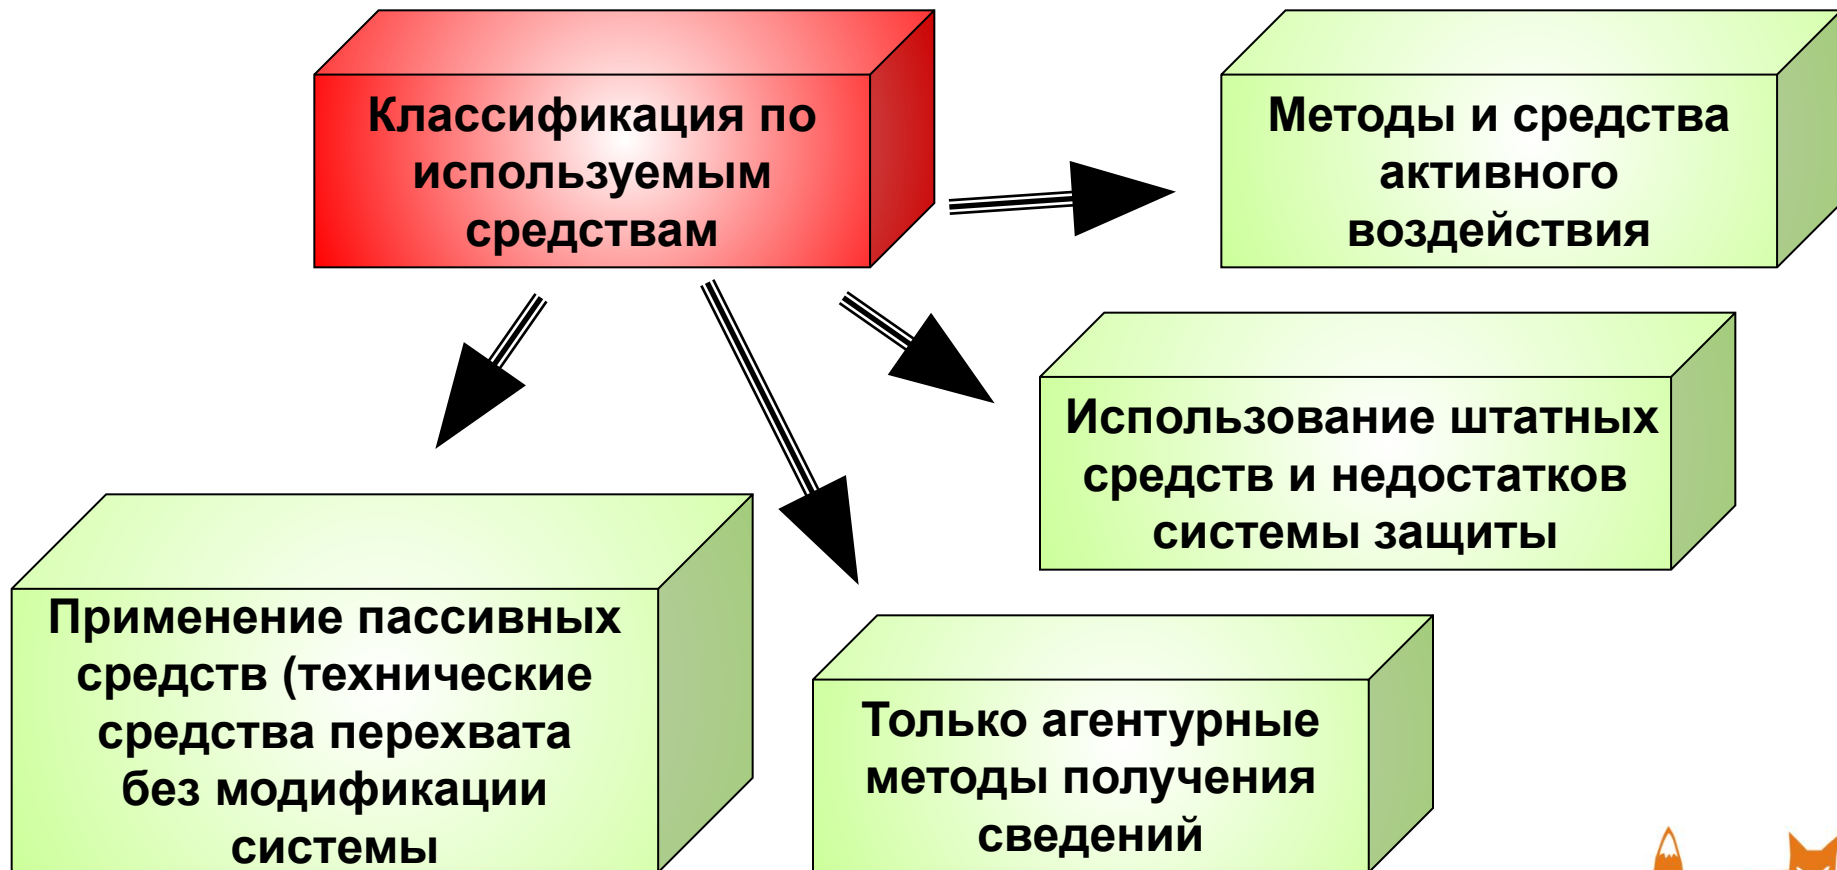 Классификация по
используемым
средствам
Методы и средства
активного
воздействия
Использование штатных
средств и недостатков
системы защиты
Применение пассивных
средств (технические
средства перехвата
без модификации
системы
Только агентурные
методы получения
сведений